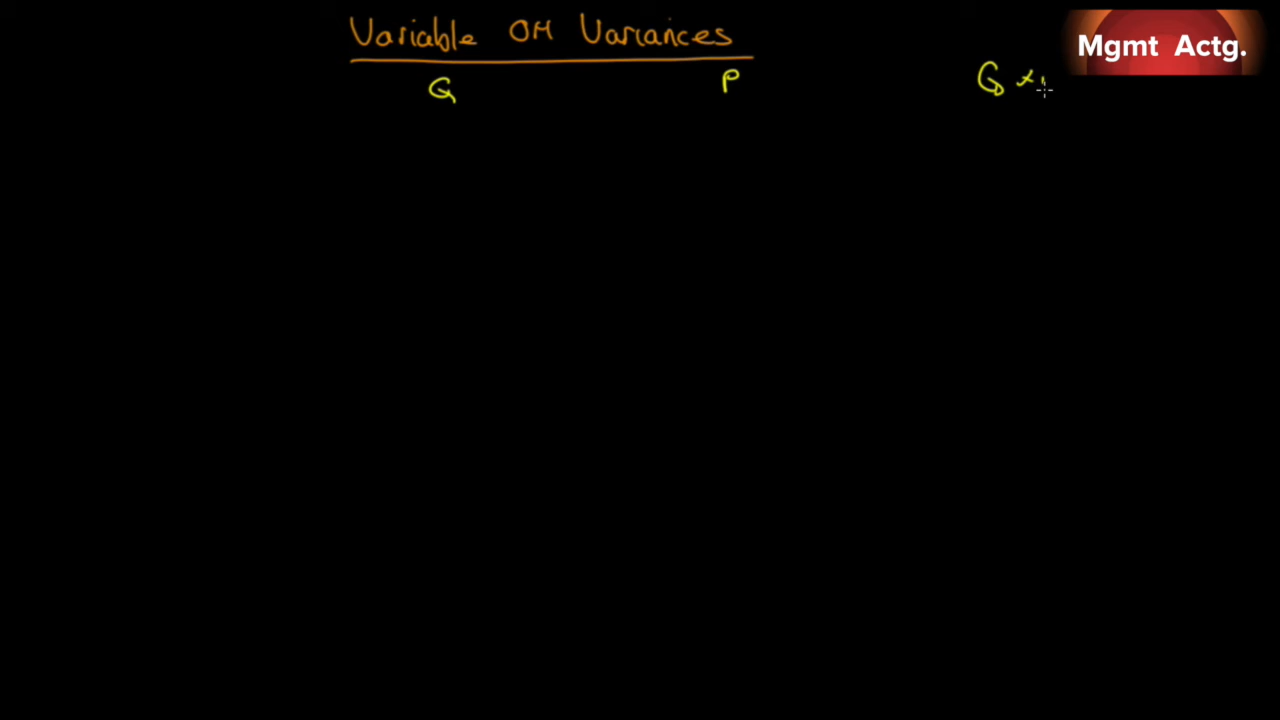 Variable OH Variances
Mgmt Actg.
Q P Q ×